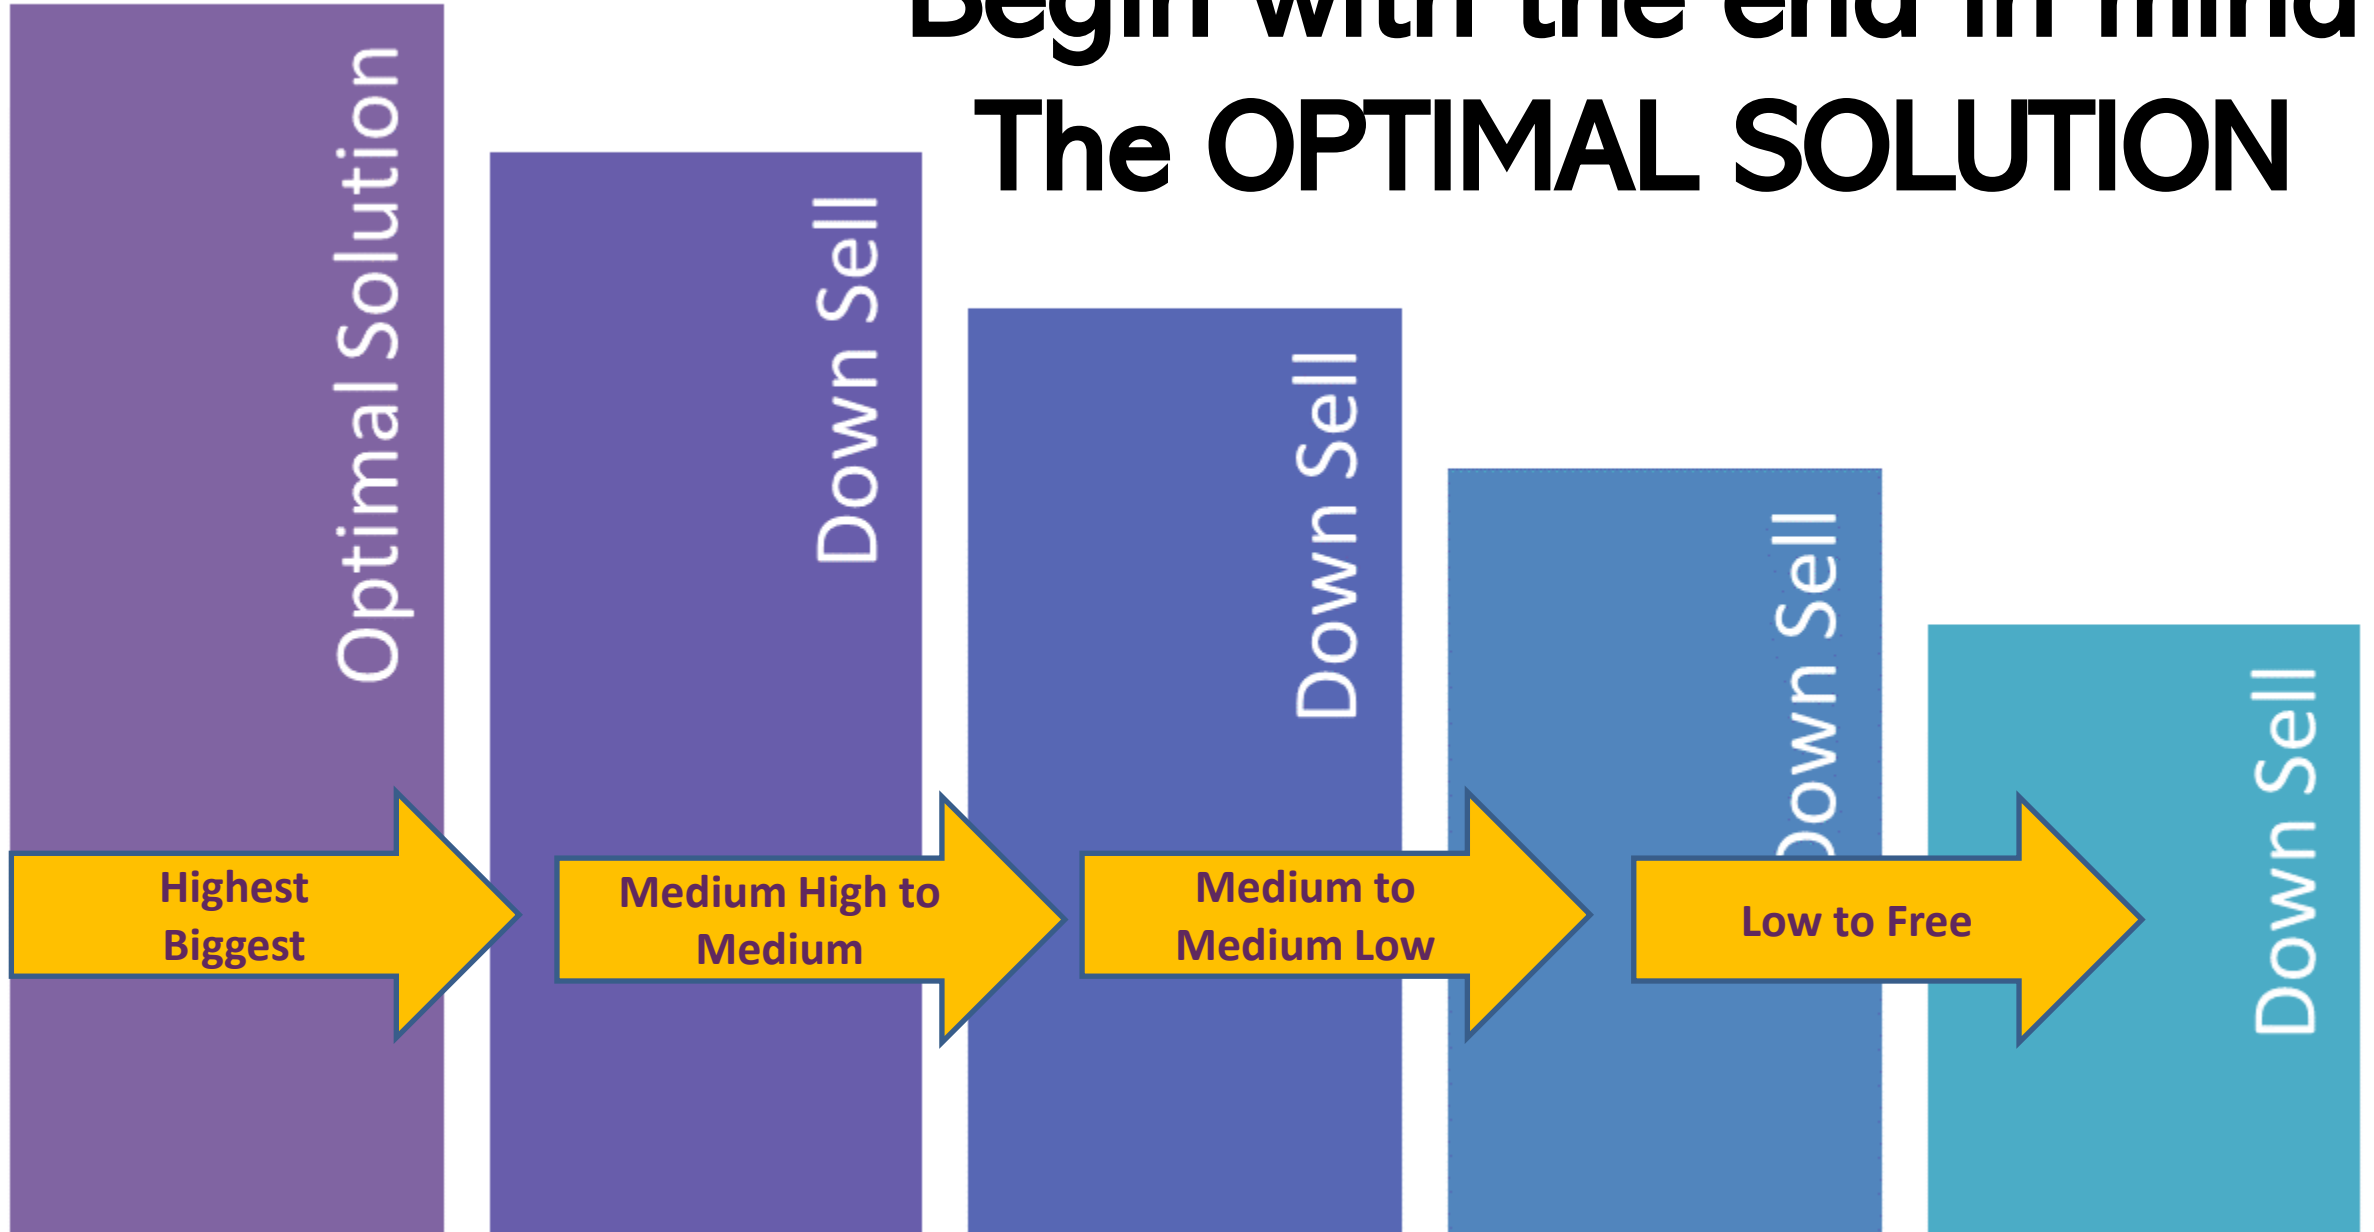 Begin with the end in mind
The OPTIMAL SOLUTION
Optimal Solution
Down Sell
Down Sell
Down Sell
Down Sell
Highest
Biggest
Medium High to
Medium
Medium to
Medium Low
Low to Free